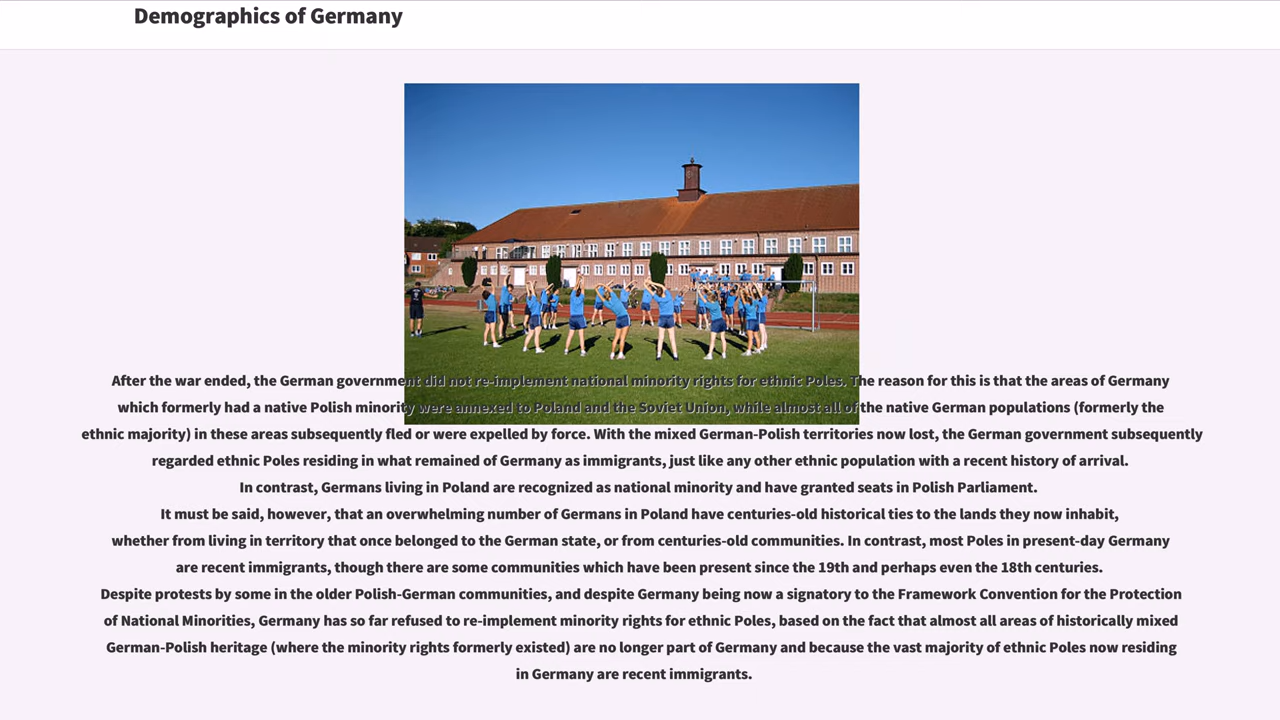 Demographics of Germany
After the war ended, the German government did not re-implement national minority rights for ethnic Poles. The reason for this is that the areas of Germany
which formerly had a native Polish minority were annexed to Poland and the Soviet Union, while almost all of the native German populations (formerly the
ethnic majority) in these areas subsequently fled or were expelled by force. With the mixed German-Polish territories now lost, the German government subsequently
regarded ethnic Poles residing in what remained of Germany as immigrants, just like any other ethnic population with a recent history of arrival.
In contrast, Germans living in Poland are recognized as national minority and have granted seats in Polish Parliament.
It must be said, however, that an overwhelming number of Germans in Poland have centuries-old historical ties to the lands they now inhabit,
whether from living in territory that once belonged to the German state, or from centuries-old communities. In contrast, most Poles in present-day Germany
are recent immigrants, though there are some communities which have been present since the 19th and perhaps even the 18th centuries.
Despite protests by some in the older Polish-German communities, and despite Germany being now a signatory to the Framework Convention for the Protection
of National Minorities, Germany has so far refused to re-implement minority rights for ethnic Poles, based on the fact that almost all areas of historically mixed
German-Polish heritage (where the minority rights formerly existed) are no longer part of Germany and because the vast majority of ethnic Poles now residing
in Germany are recent immigrants.